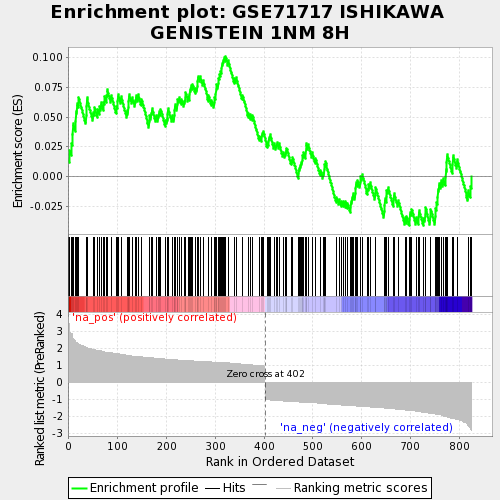 Enrichment plot: GSE71717 ISHIKAWA
GENISTEIN 1NM 8H
Enrichment score (ES)
0.100
0.075
0.050
0.025
0.000
-0.025
'na_pos' (positively correlated)
Ranked list metric (PreRanked)
4
3
2
1
0
-1
-2
-3
Zero cross at 402
'na_neg' (negatively correlated)
0
100
200
300
400
500
600
700
800
Rank in Ordered Dataset
Enrichment profile
Hits
Ranking metric scores